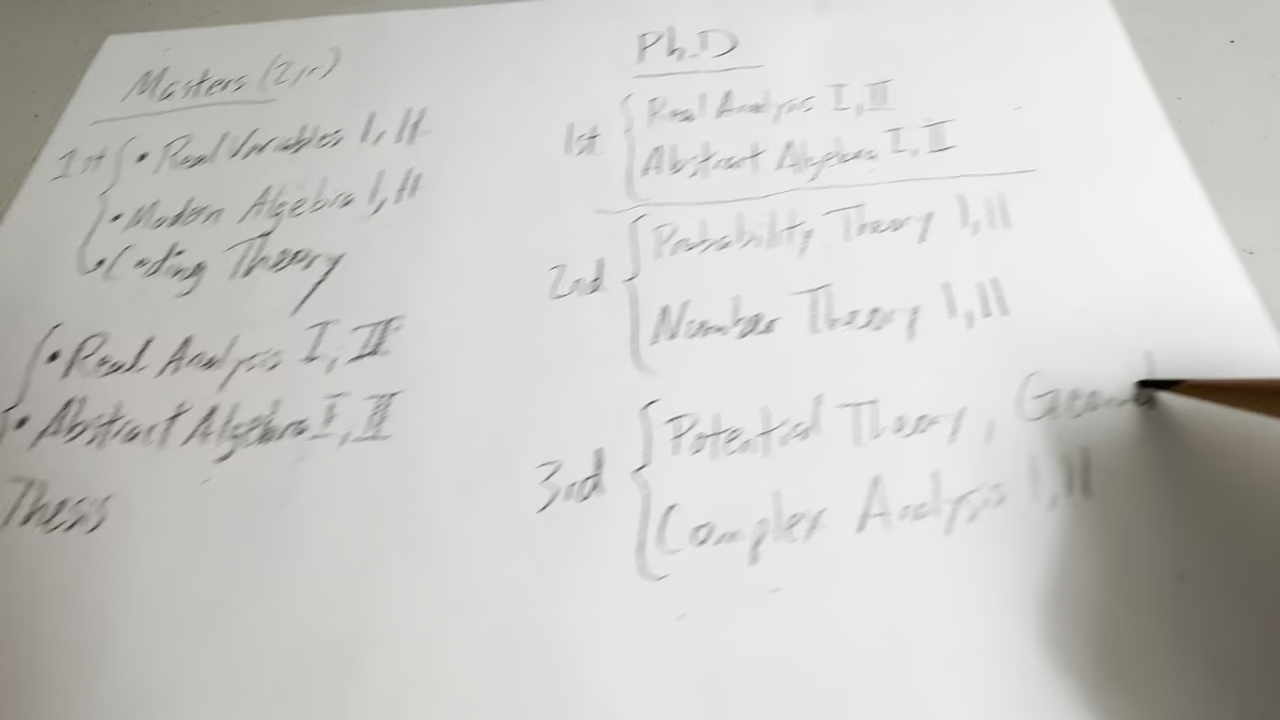 Masters (2yr)
1st
• Real Variables I, II
• Modern Algebra I, II
• Coding Theory
• Real Analysis I, II
• Abstract Algebra I, II
Thesis
Ph.D
1st
Real Analysis I, II
Abstract Algebra I, II
2nd
Probability Theory I, II
Number Theory I, II
3rd
Potential Theory,
Complex Analysis I, II